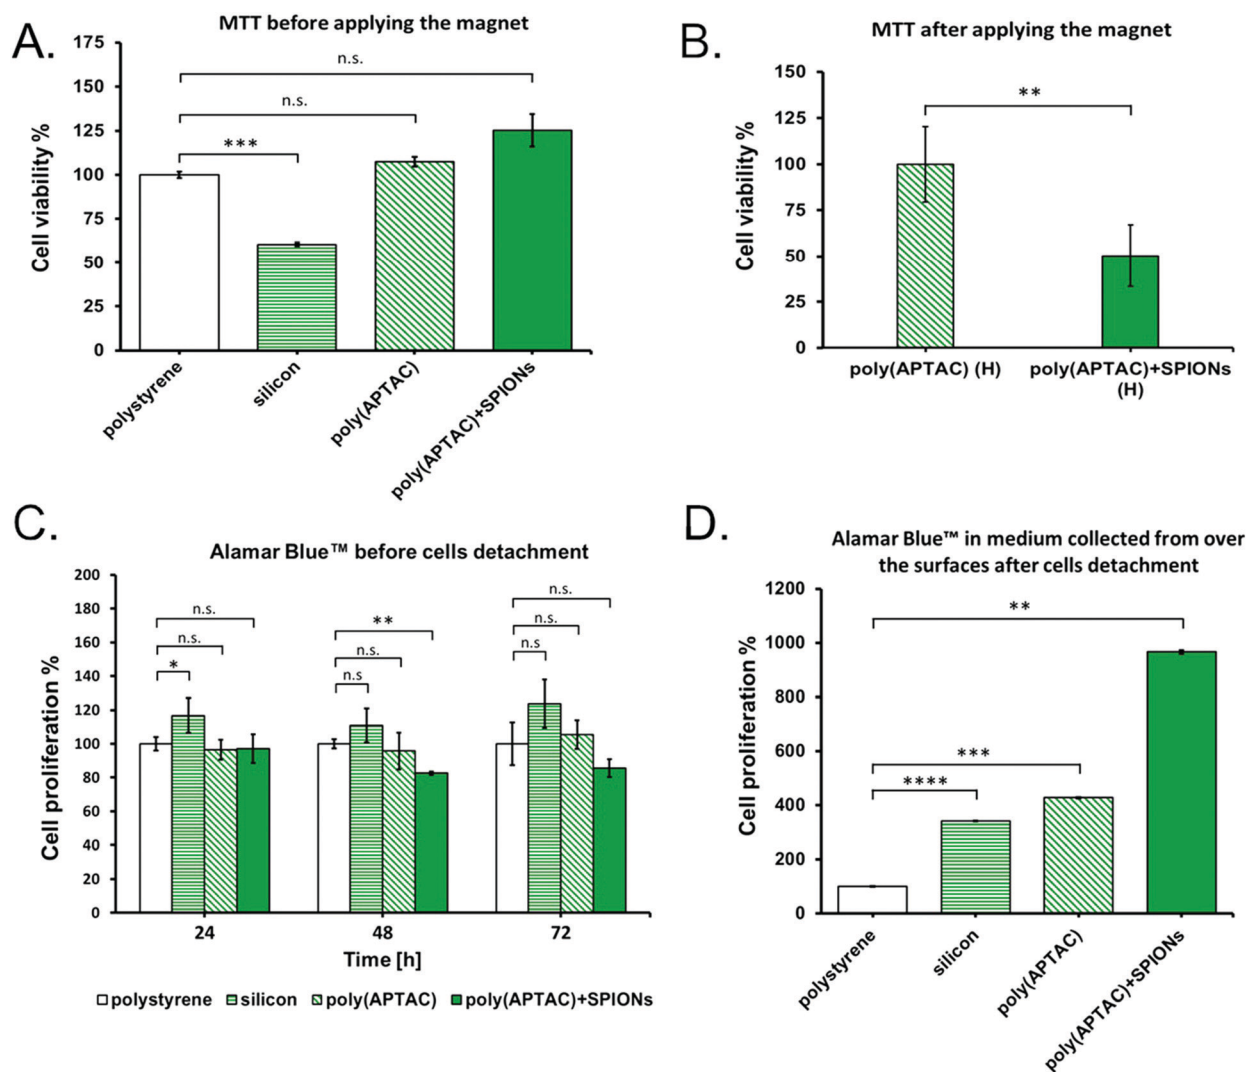 A.
MTT before applying the magnet
Cell viability %
175
150
125
100
75
50
25
0
n.s.
n.s.
***
polystyrene
silicon
poly(APTAC)
poly(APTAC)+SPIONs
B.
MTT after applying the magnet
Cell viability %
150
125
100
75
50
25
0
**
poly(APTAC) (H)
poly(APTAC)+SPIONs
(H)
C.
Alamar Blue™ before cells detachment
Cell proliferation %
200
180
160
140
120
100
80
60
40
20
0
n.s.
n.s.
*
**
n.s.
n.s
n.s.
n.s.
n.s
24
48
72
Time [h]
polystyrene
silicon
poly(APTAC)
poly(APTAC)+SPIONs
D.
Alamar Blue™ in medium collected from over
the surfaces after cells detachment
Cell proliferation %
1200
1000
800
600
400
200
0
**
***
****
polystyrene
silicon
poly(APTAC)
poly(APTAC)+SPIONs